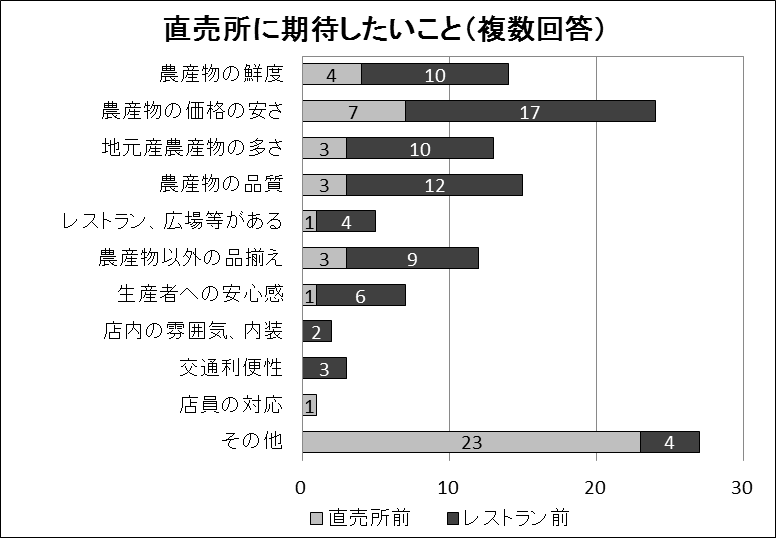 直売所に期待したいこと（複数回答）
農産物の鮮度 4 10
農産物の価格の安さ 7 17
地元産農産物の多さ 3 10
農産物の品質 3 12
レストラン、広場等がある 1 4
農産物以外の品揃え 3 9
生産者への安心感 1 6
店内の雰囲気、内装 2
交通利便性 3
店員の対応 1
その他 23 4
0 10 20 30
直売所前 レストラン前